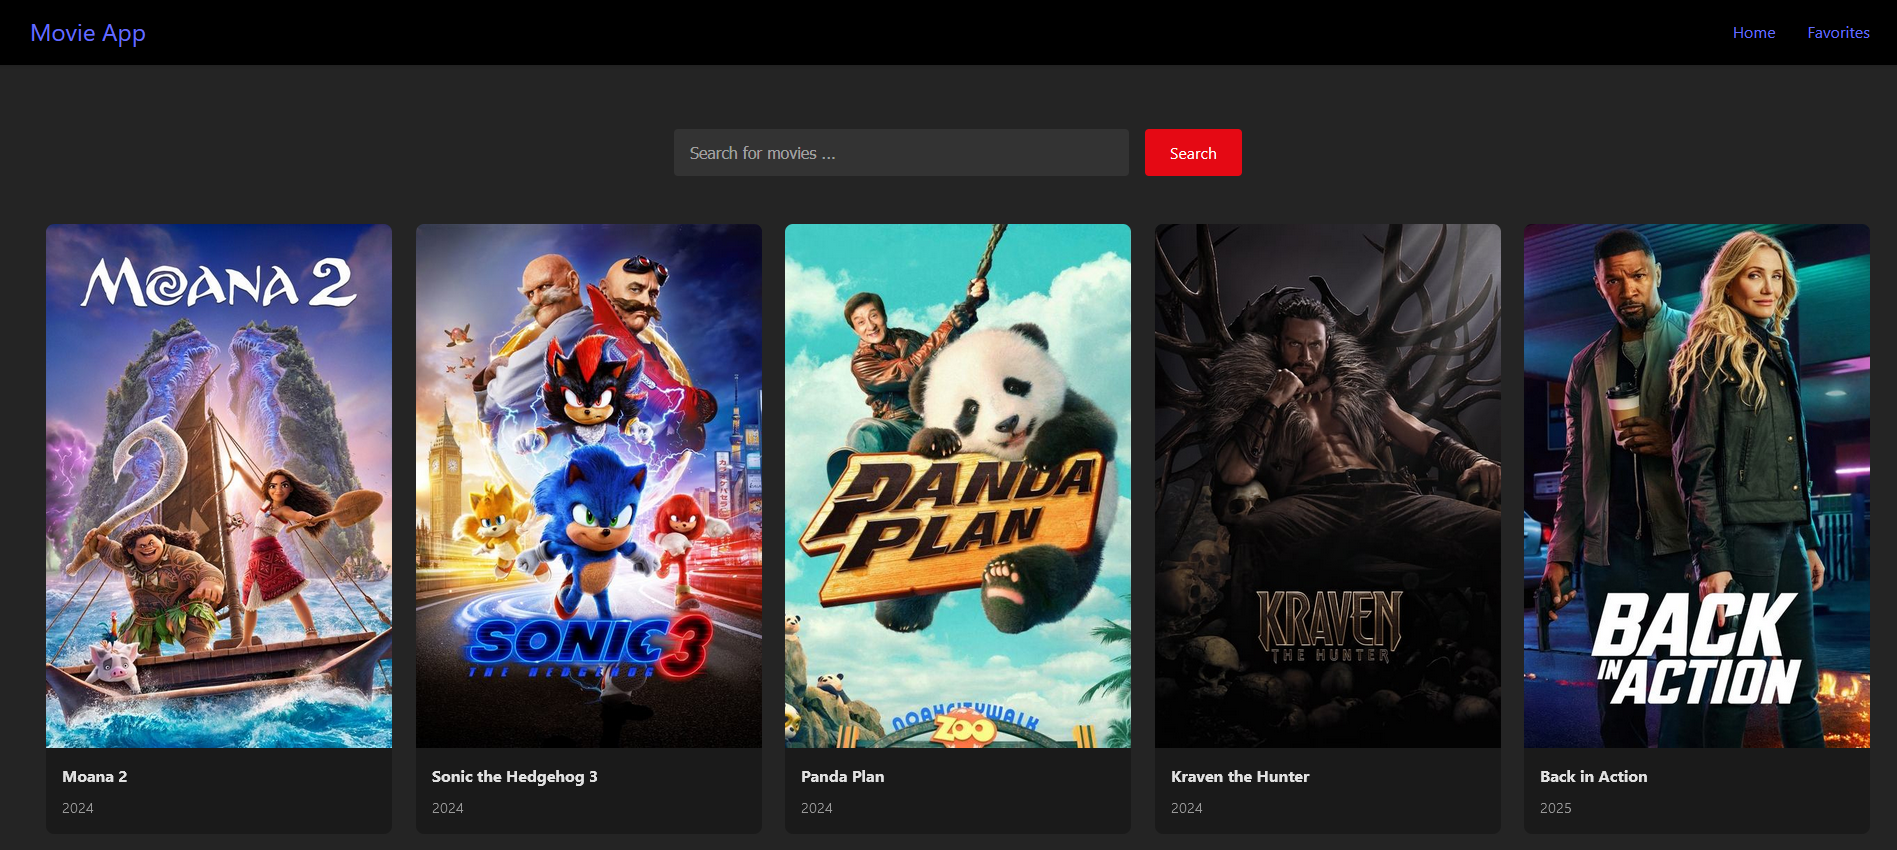 Movie App
Home
Favorites
Search for movies ...
Search
MOANA 2
SONIC 3
THE HEDGEHOG
PANDA
PLAN
NOAH CITYWALK
ZOO
KRAVEN
THE HUNTER
BACK
IN ACTION
Moana 2
2024
Sonic the Hedgehog 3
2024
Panda Plan
2024
Kraven the Hunter
2024
Back in Action
2025